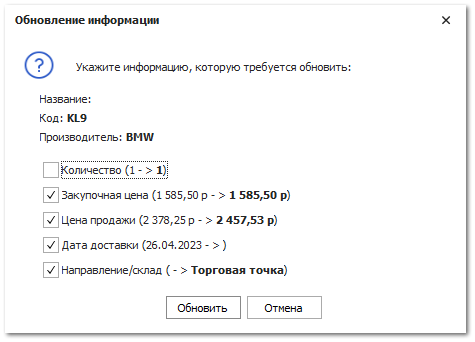 Обновление информации
Укажите информацию, которую требуется обновить:
Название:
Код: KL9
Производитель: BMW
Количество (1 - > 1)
Закупочная цена (1 585,50 р - > 1 585,50 р)
Цена продажи (2 378,25 р - > 2 457,53 р)
Дата доставки (26.04.2023 - > )
Направление/склад ( - > Торговая точка)
Обновить
Отмена